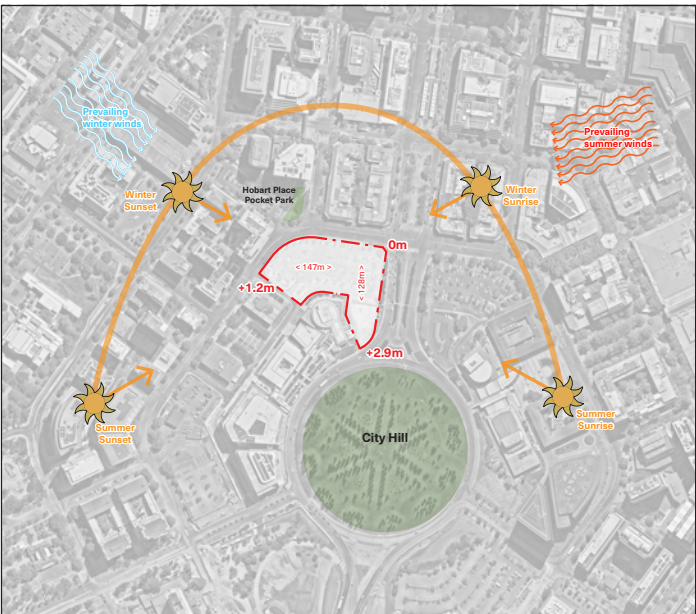 Prevailing
winter winds
Prevailing
summer winds
Winter
Sunset
Hobart Place
Pocket Park
Winter
Sunrise
0m
< 147m >
< 128m >
+1.2m
+2.9m
Summer
Sunset
Summer
Sunrise
City Hill